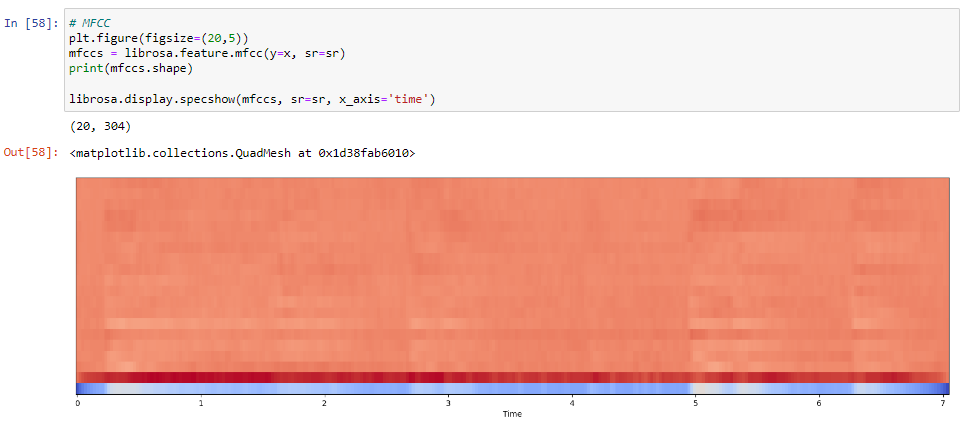 In [58]: # MFCC
plt.figure(figsize=(20,5))
mfccs = librosa.feature.mfcc(y=x, sr=sr)
print(mfccs.shape)
librosa.display.specshow(mfccs, sr=sr, x_axis='time')
(20, 304)
Out[58]: <matplotlib.collections.QuadMesh at 0x1d38fab6010>
0 1 2 3 4 5 6 7
Time